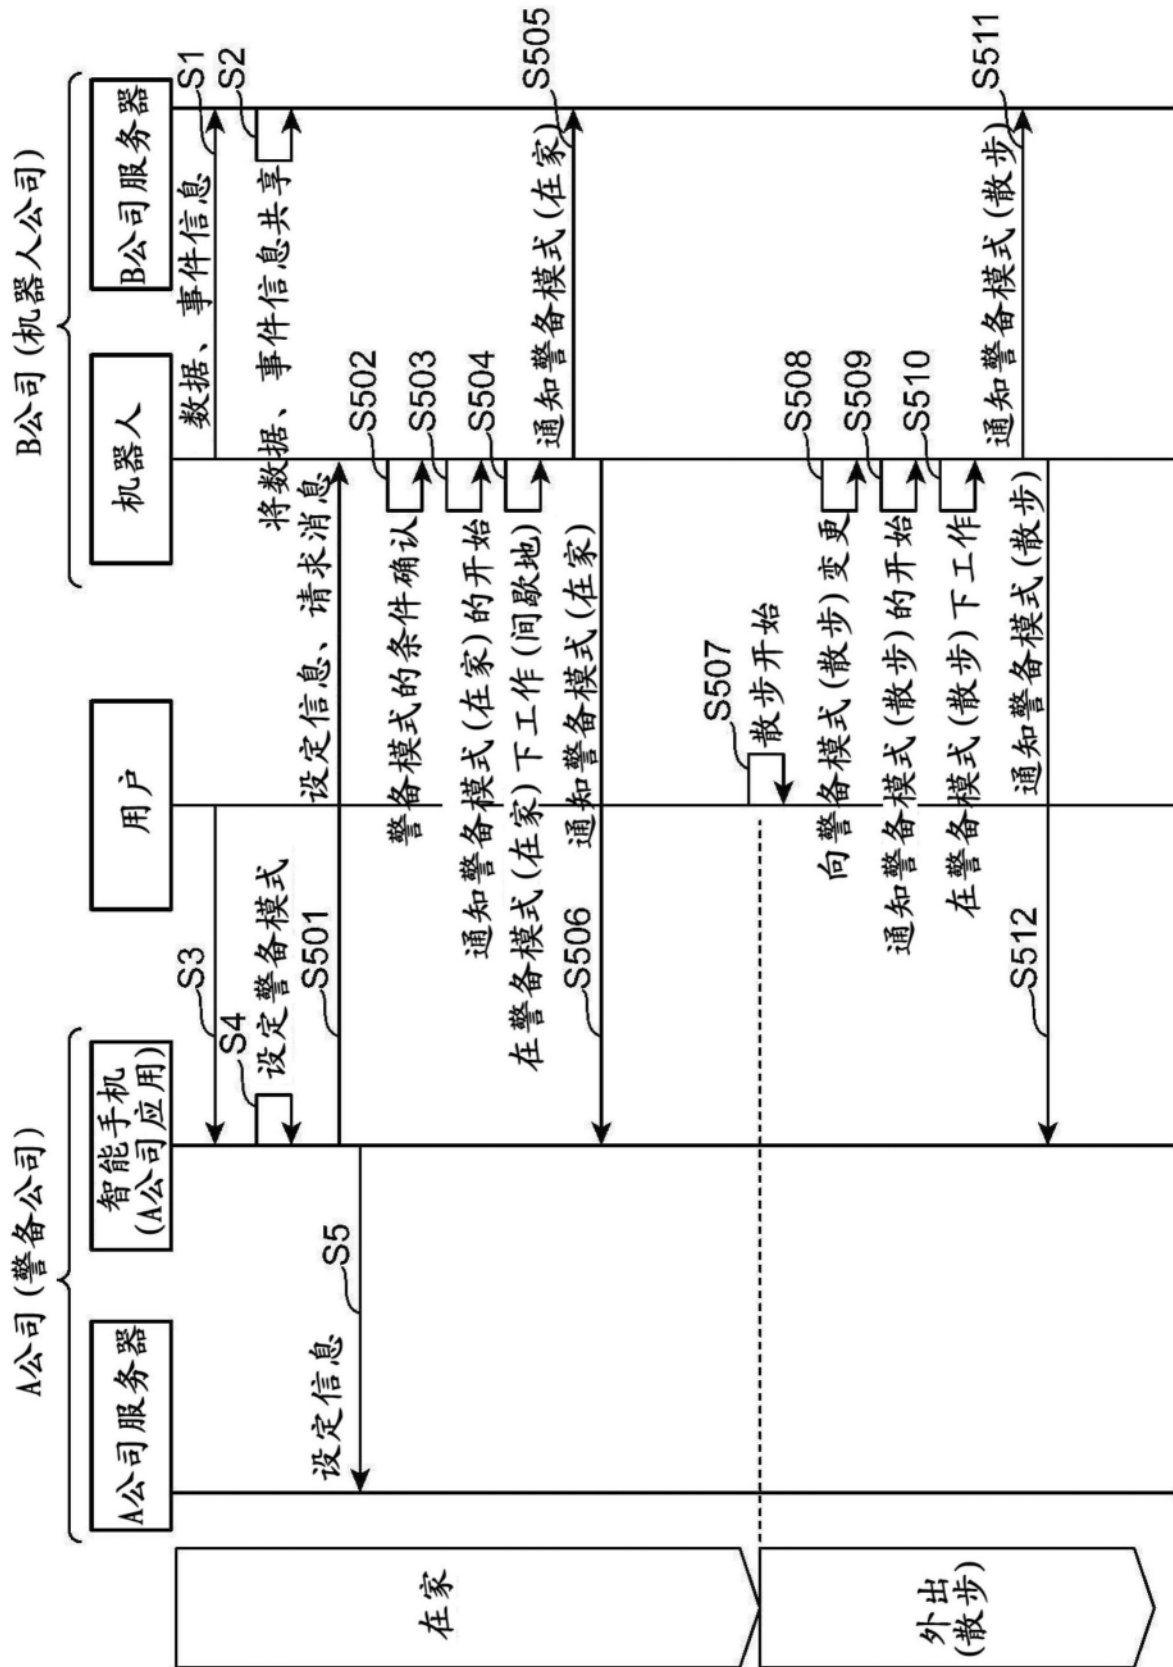 A公司(警备公司)
B公司(机器人公司)
A公司服务器
智能手机
(A公司应用)
用户
机器人
B公司服务器
在家
S3
数据、事件信息
S1
S4
设定警备模式
将数据、事件信息共享
S2
S501
设定信息、请求消息
设定信息
S5
警备模式的条件确认
S502
通知警备模式(在家)的开始
S503
在警备模式(在家)下工作(间歇地)
S504
通知警备模式(在家)
S505
S506
通知警备模式(在家)
外出
(散步)
S507
散步开始
向警备模式(散步)变更
S508
通知警备模式(散步)的开始
S509
在警备模式(散步)下工作
S510
通知警备模式(散步)
S511
S512
通知警备模式(散步)